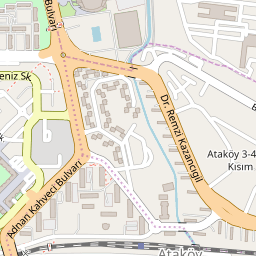 Bulvarı
eniz Sk
Dr. Remzi Kazancıgil
Ataköy 3-4
Kısım
Adnan Kahveci Bulvarı
Ataköy